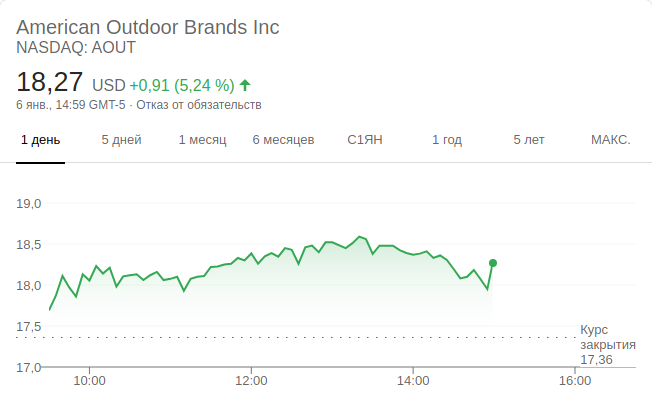 American Outdoor Brands Inc
NASDAQ: AOUT
18,27 USD +0,91 (5,24 %)
6 янв., 14:59 GMT-5 · Отказ от обязательств
1 день 5 дней 1 месяц 6 месяцев С1ЯН 1 год 5 лет МАКС.
19,0
18,5
18,0
17,5
Курс
закрытия
17,36
17,0
10:00 12:00 14:00 16:00